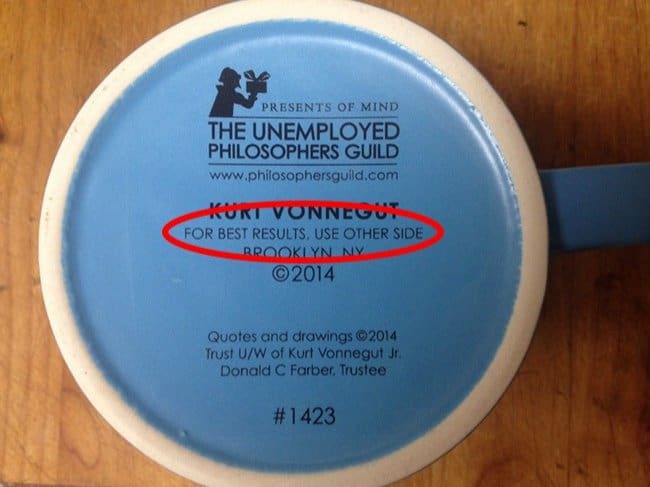 PRESENTS OF MIND
THE UNEMPLOYED
PHILOSOPHERS GUILD
www.philosophersguild.com
KURT VONNEGUT
FOR BEST RESULTS, USE OTHER SIDE
BROOKLYN, NY
©2014
Quotes and drawings ©2014
Trust U/W of Kurt Vonnegut Jr.
Donald C Farber, Trustee
#1423